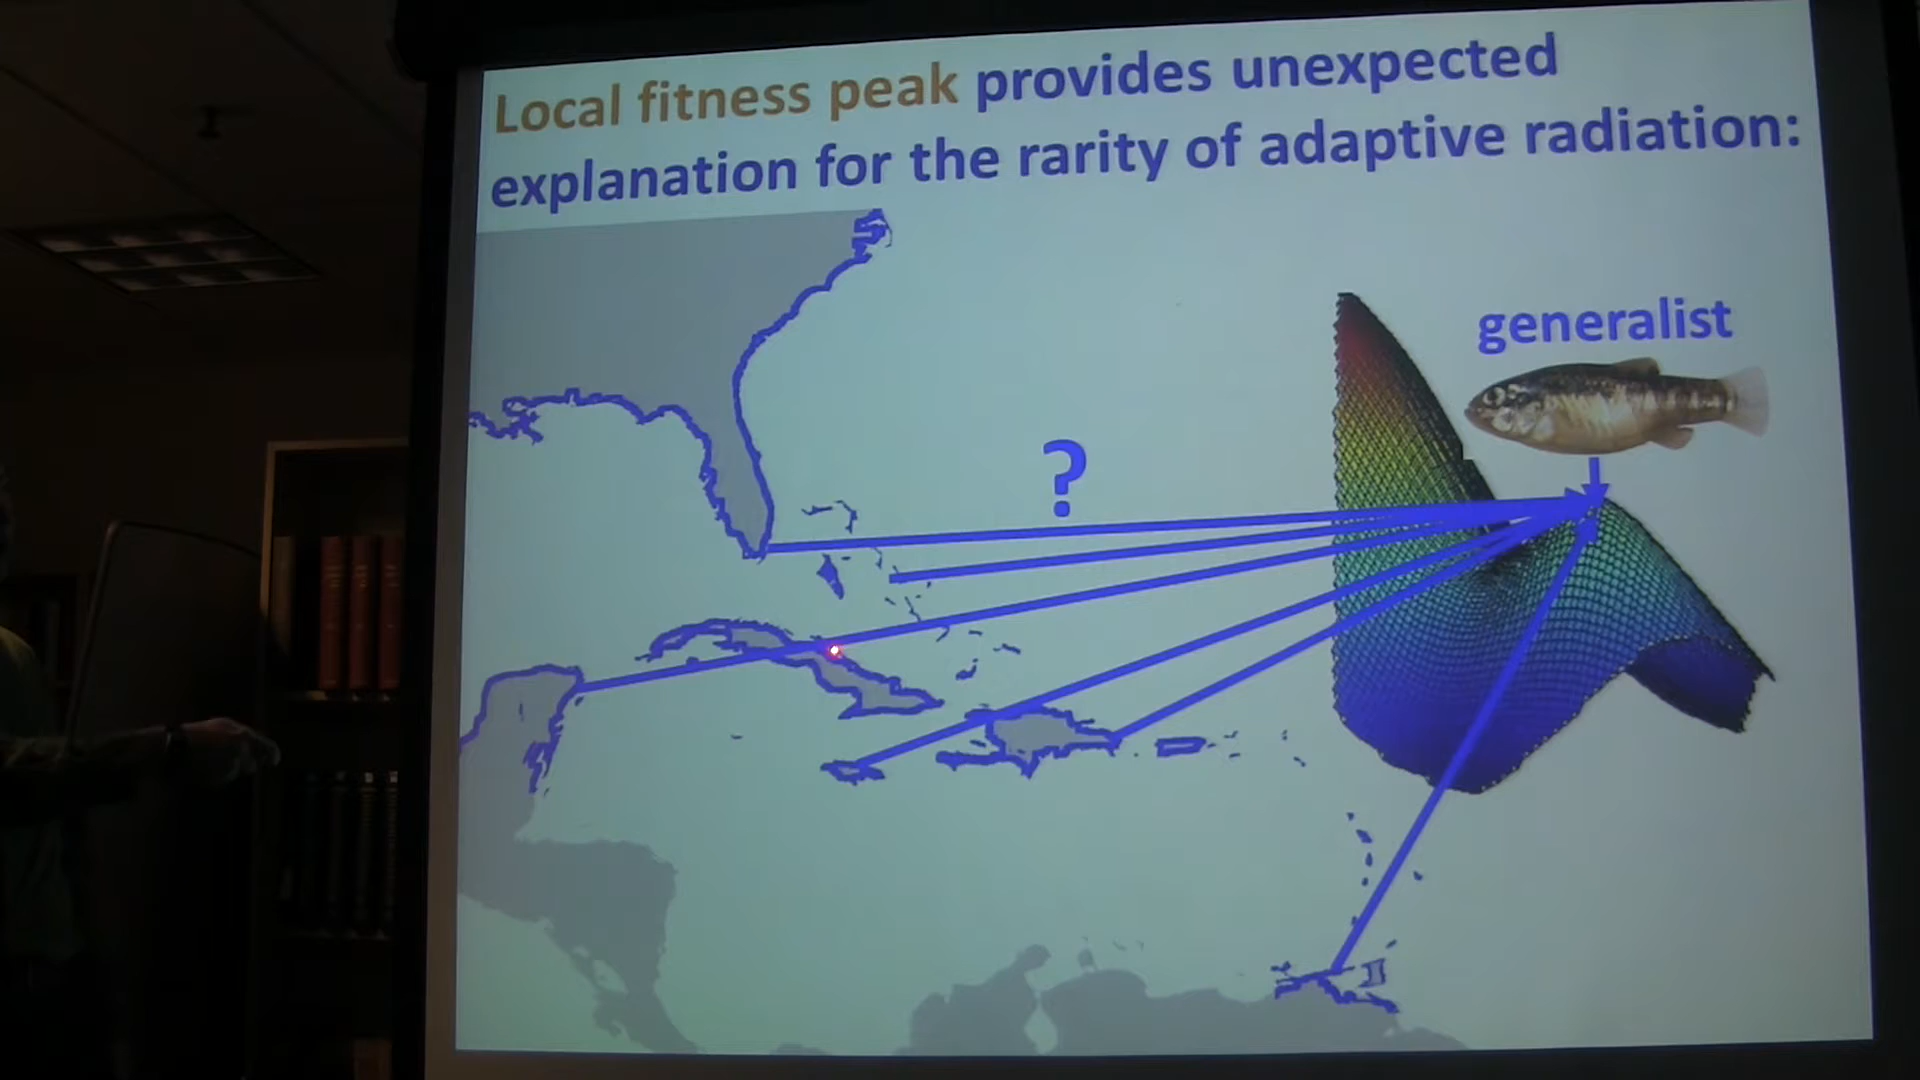 Local fitness peak provides unexpected
explanation for the rarity of adaptive radiation:
generalist
?